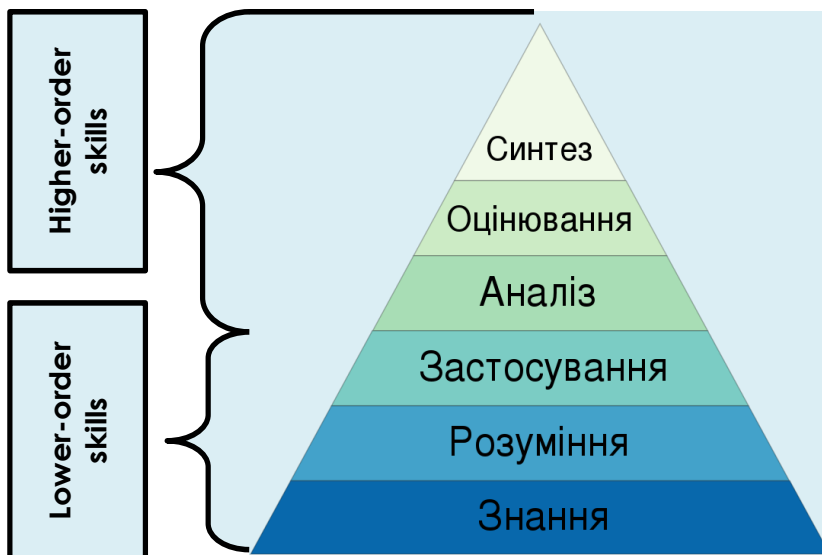 Higher-order
skills
Lower-order
skills
Синтез
Оцінювання
Аналіз
Застосування
Розуміння
Знання